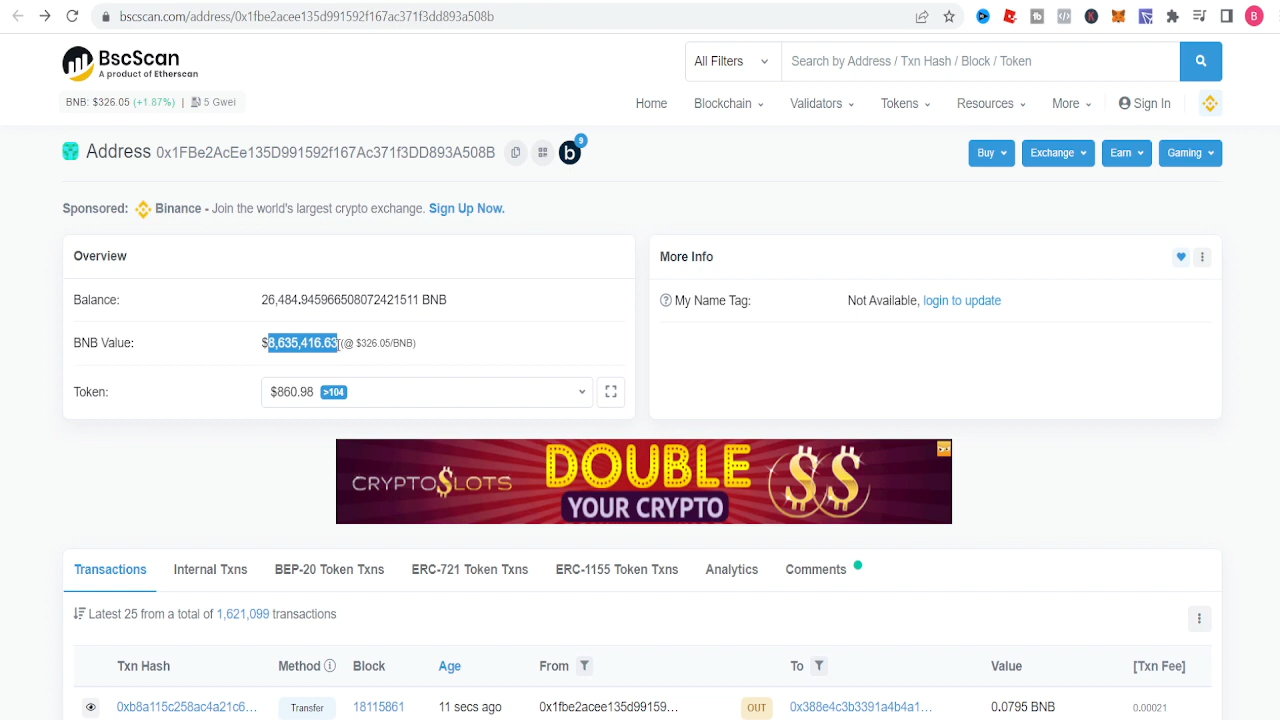 bscscan.com/address/0x1fbe2acee135d991592f167ac371f3dd893a508b
B
BscScan
A product of Etherscan
All Filters
Search by Address / Txn Hash / Block / Token
BNB: $326.05 (+1.87%) | 5 Gwei
Home Blockchain Validators Tokens Resources More Sign In
Address 0x1FBe2AcEe135D991592f167Ac371f3DD893A508B
b 9
Buy Exchange Earn Gaming
Sponsored: Binance - Join the world's largest crypto exchange. Sign Up Now.
Overview
Balance: 26,484.945966508072421511 BNB
BNB Value: $8,635,416.63 (@ $326.05/BNB)
Token: $860.98 >104
More Info
My Name Tag: Not Available, login to update
CRYPTO$LOTS
DOUBLE
YOUR CRYPTO
$$
Transactions Internal Txns BEP-20 Token Txns ERC-721 Token Txns ERC-1155 Token Txns Analytics Comments
Latest 25 from a total of 1,621,099 transactions
Txn Hash Method Block Age From To Value [Txn Fee]
0xb8a115c258ac4a21c6... Transfer 18115861 11 secs ago 0x1fbe2acee135d99159... OUT 0x388e4c3b3391a4b4a1... 0.0795 BNB 0.00021